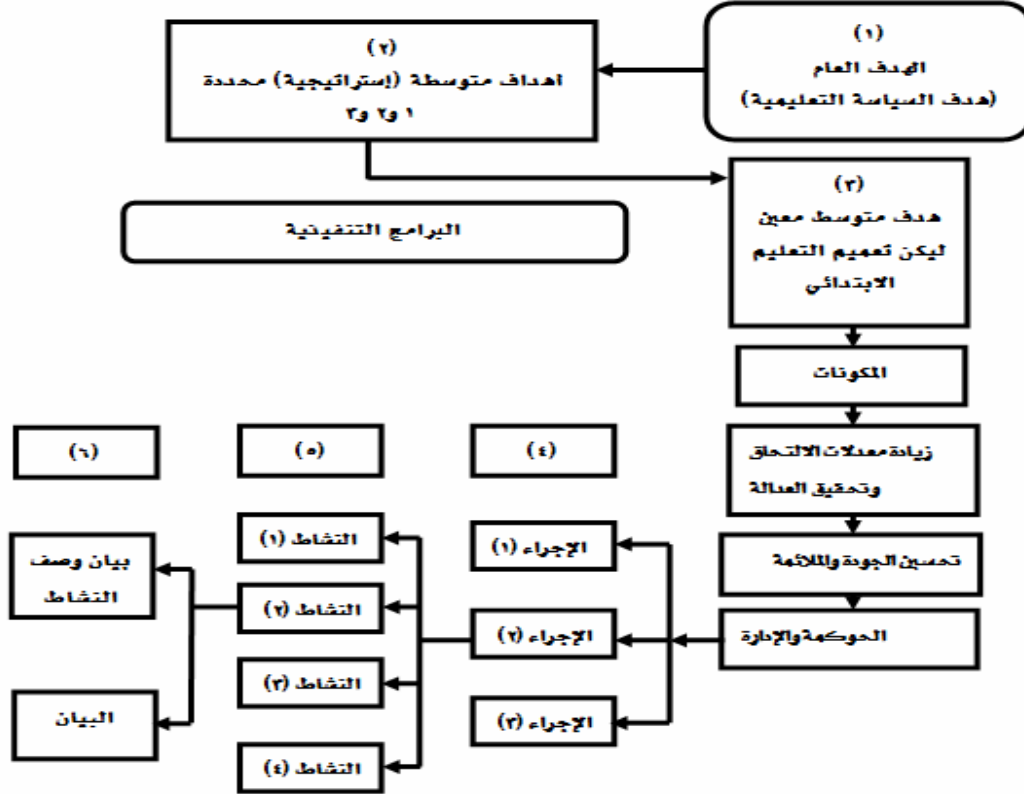 (١)
الهدف العام
(هدف السياسة التعليمية)
(٢)
اهداف متوسطة (إستراتيجية) محددة
١ و٢ و٣
(٣)
هدف متوسط معين
ليكن تعميم التعليم
الابتدائي
البرامج التنفيذية
المكونات
زيادة معدلات الالتحاق
وتحقيق العدالة
تحسين الجودة والملائمة
الحوكمة والإدارة
(٤)
الإجراء (١)
الإجراء (٢)
الإجراء (٣)
(٥)
النشاط (١)
النشاط (٢)
النشاط (٣)
النشاط (٤)
(٦)
بيان وصف
النشاط
البيان